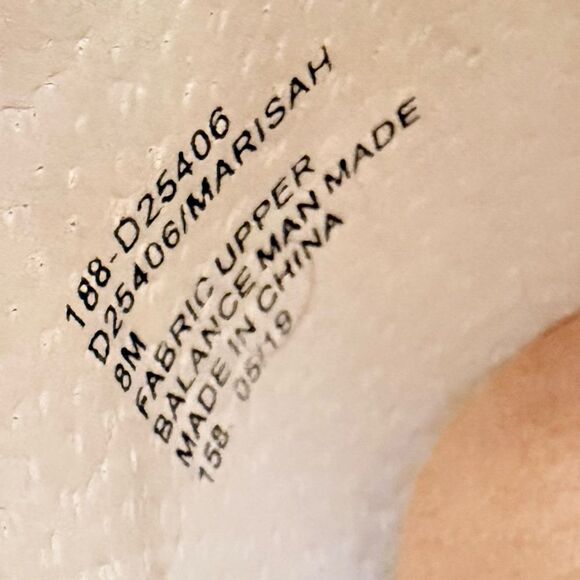 188-D25406
D25406/MARISAH
8M
FABRIC UPPER
BALANCE MAN MADE
MADE IN CHINA
158 05/19